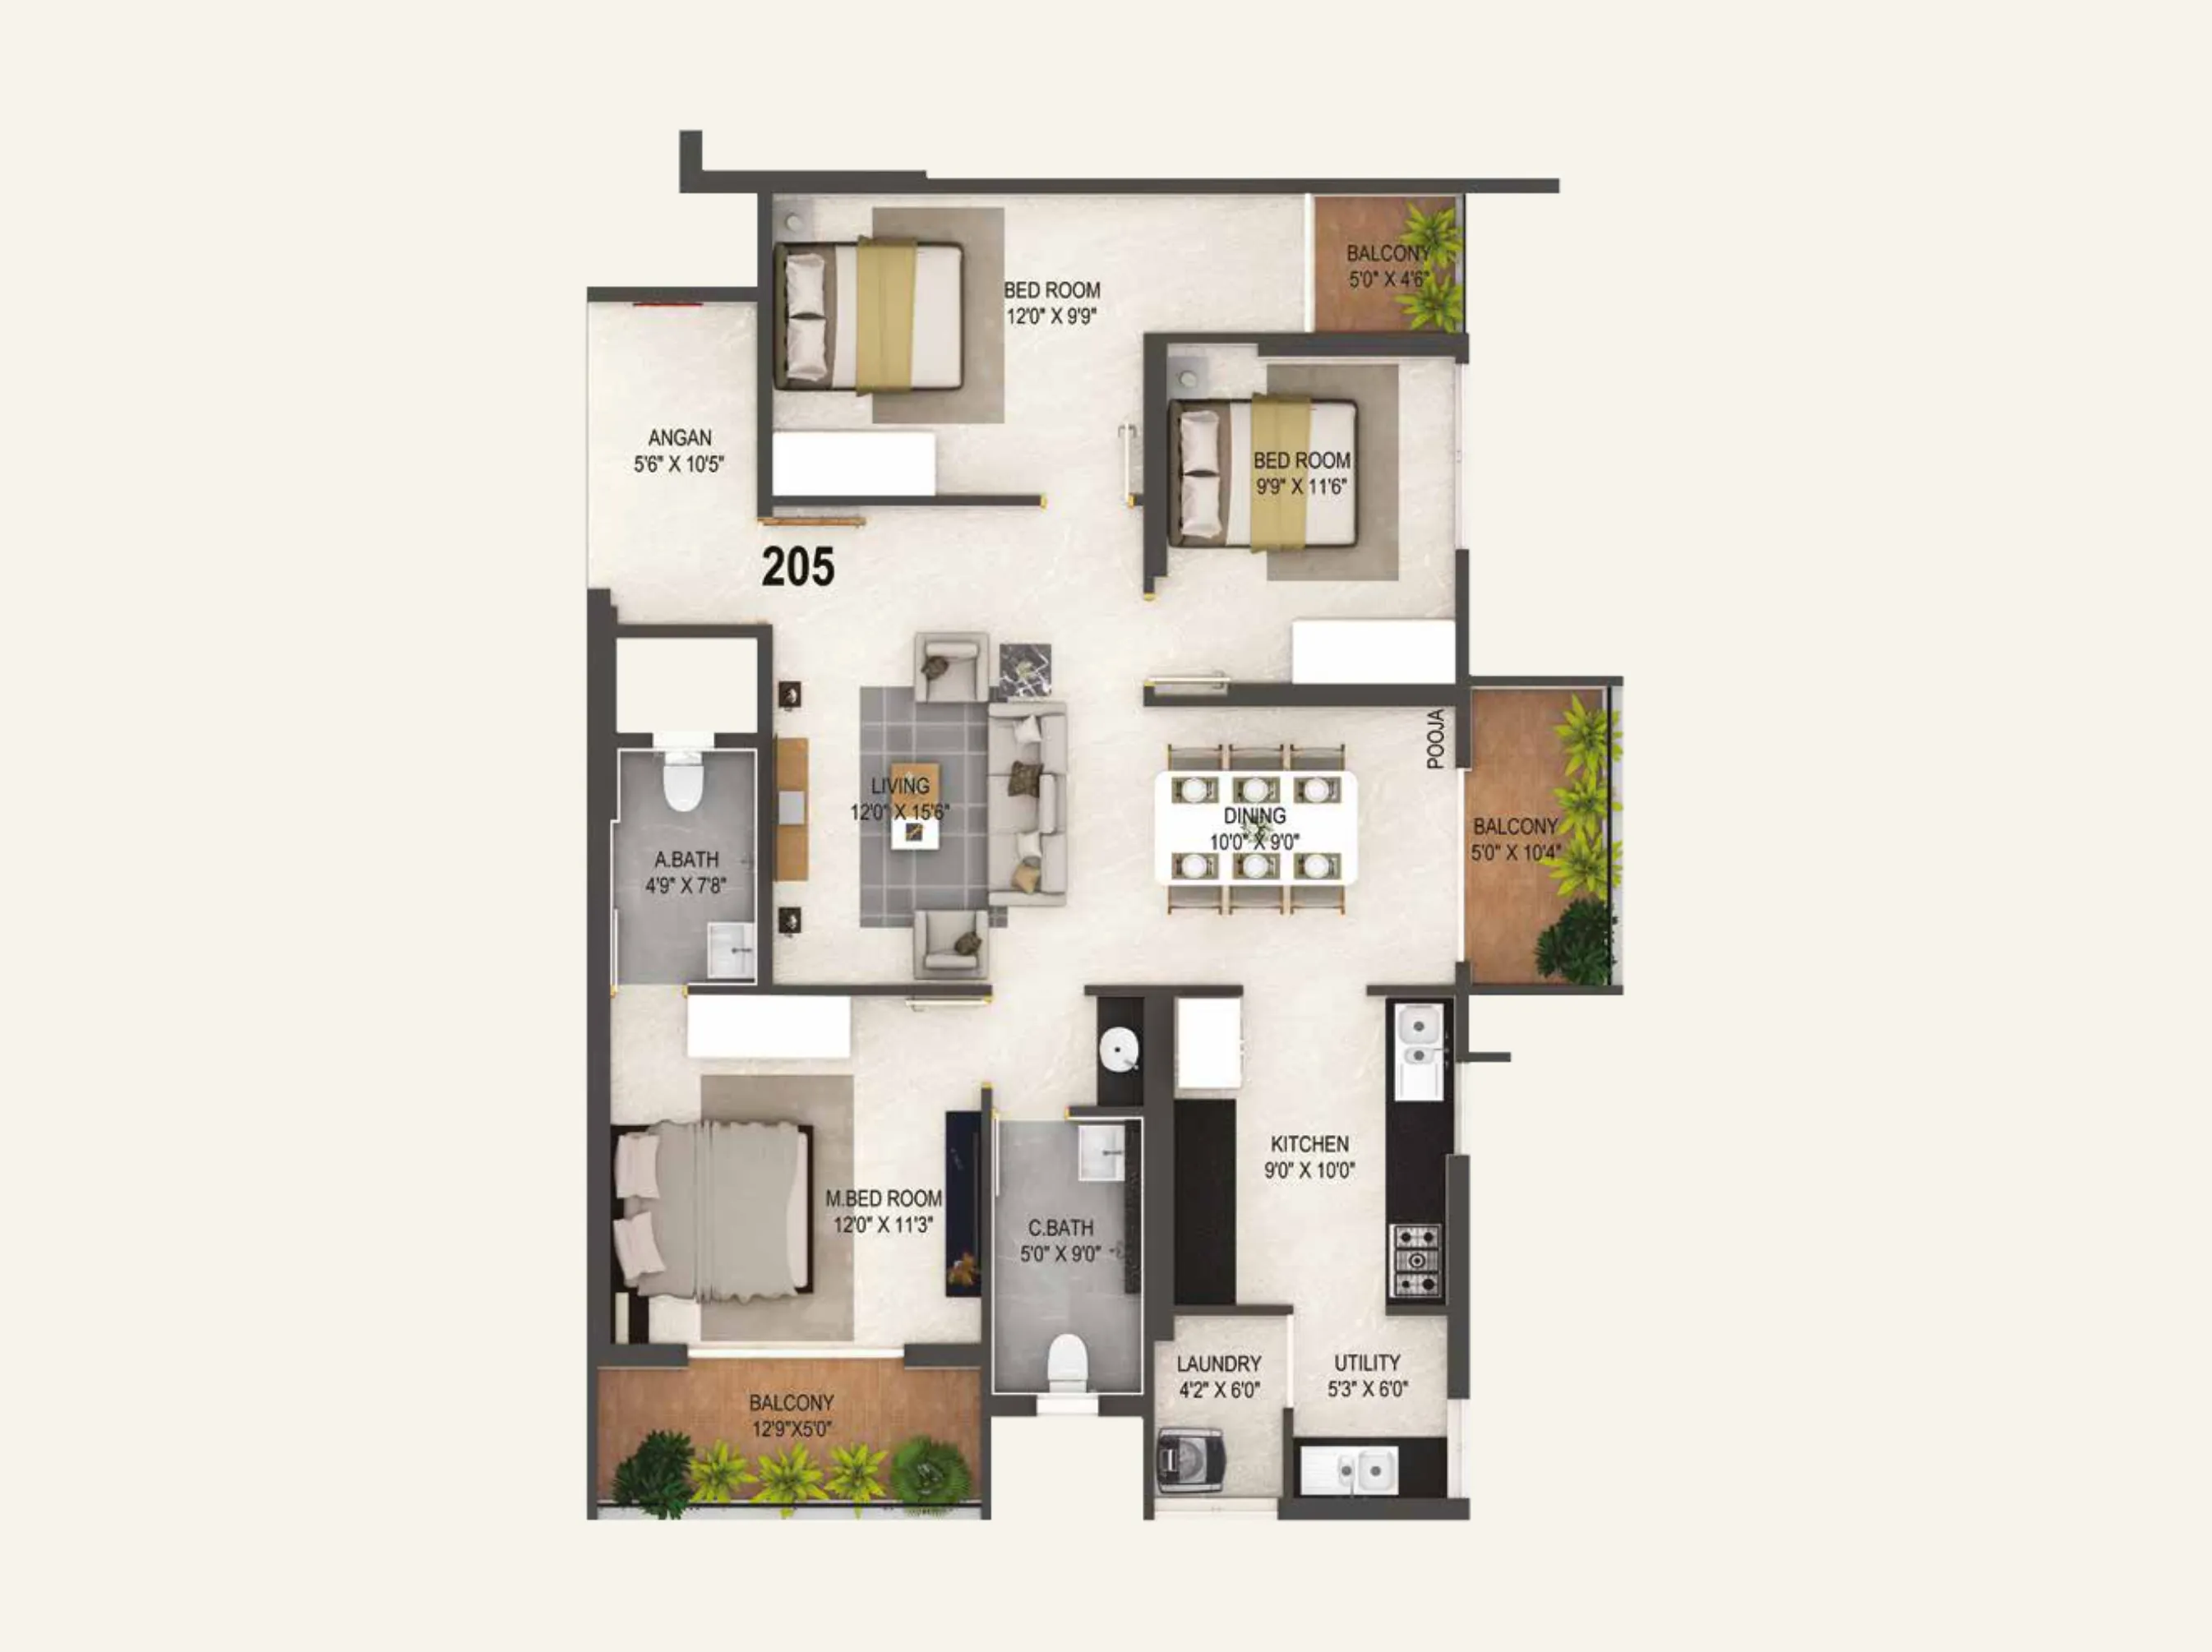 BALCONY
5'0" X 4'6"
BED ROOM
12'0" X 9'9"
ANGAN
5'6" X 10'5"
BED ROOM
9'9" X 11'6"
205
POOJA
LIVING
12'0" X 15'6"
DINING
10'0" X 9'0"
BALCONY
5'0" X 10'4"
A.BATH
4'9" X 7'8"
KITCHEN
9'0" X 10'0"
M.BED ROOM
12'0" X 11'3"
C.BATH
5'0" X 9'0"
LAUNDRY
4'2" X 6'0"
UTILITY
5'3" X 6'0"
BALCONY
12'9"X5'0"